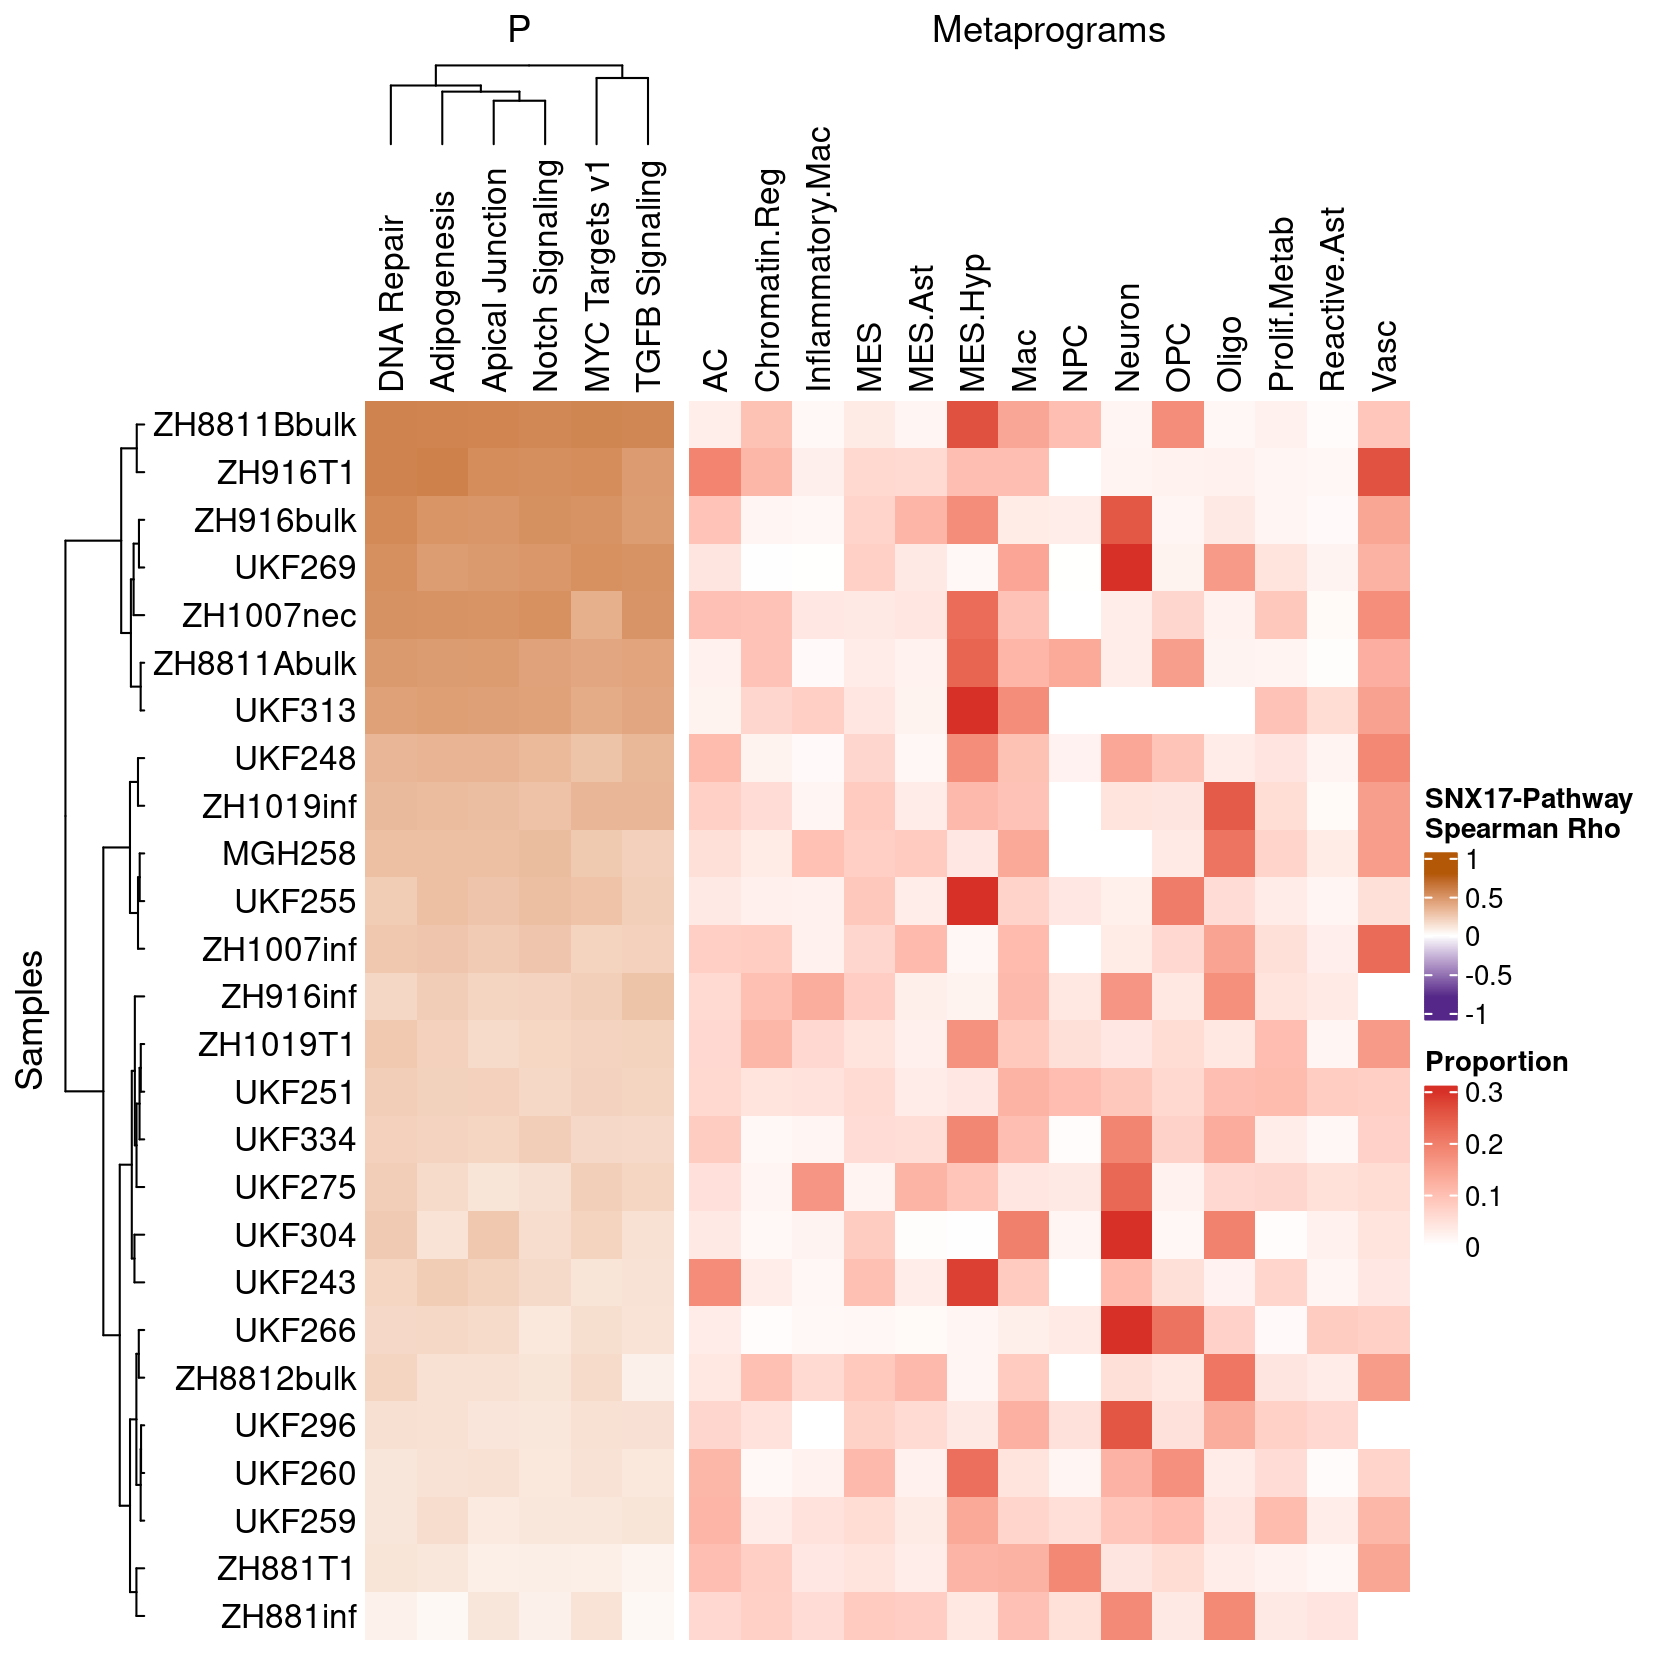 P
Metaprograms
DNA Repair
Adipogenesis
Apical Junction
Notch Signaling
MYC Targets v1
TGFB Signaling
AC
Chromatin.Reg
Inflammatory.Mac
MES
MES.Ast
MES.Hyp
Mac
NPC
Neuron
OPC
Oligo
Prolif.Metab
Reactive.Ast
Vasc
Samples
ZH8811Bbulk
ZH916T1
ZH916bulk
UKF269
ZH1007nec
ZH8811Abulk
UKF313
UKF248
ZH1019inf
MGH258
UKF255
ZH1007inf
ZH916inf
ZH1019T1
UKF251
UKF334
UKF275
UKF304
UKF243
UKF266
ZH8812bulk
UKF296
UKF260
UKF259
ZH881T1
ZH881inf
SNX17-Pathway
Spearman Rho
1
0.5
0
-0.5
-1
Proportion
0.3
0.2
0.1
0